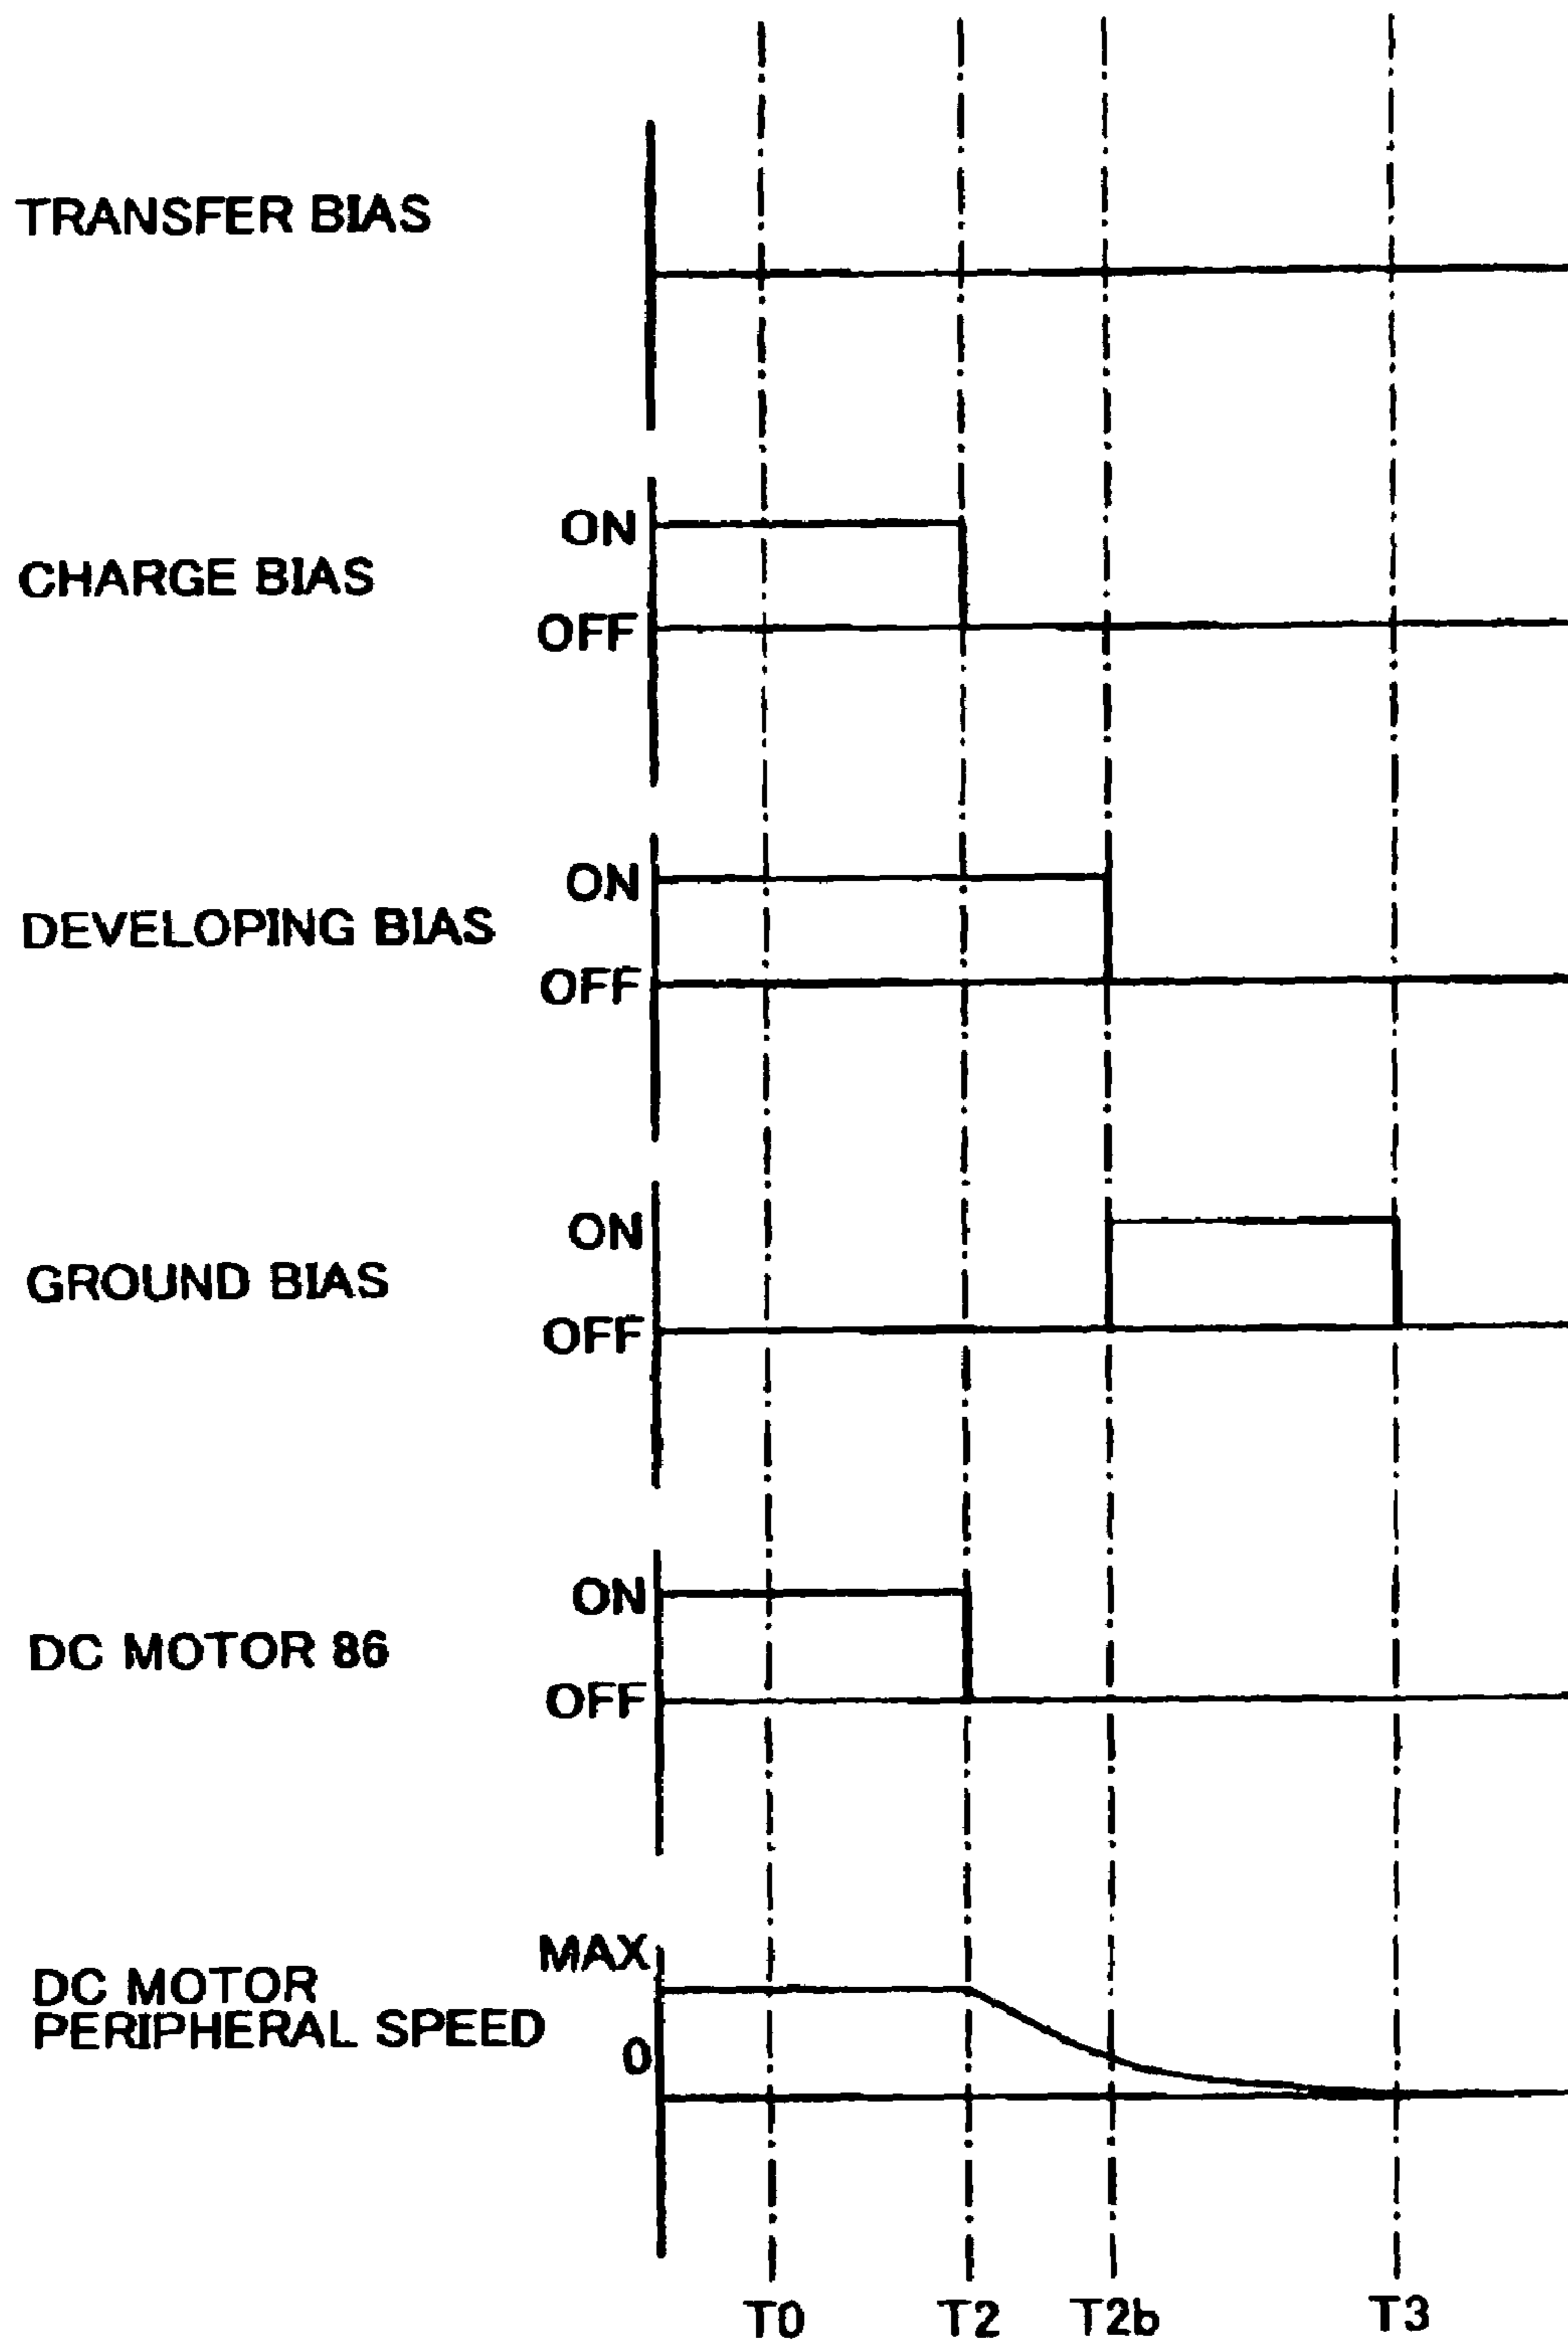 TRANSFER BIAS
ON
CHARGE BIAS
OFF
ON
DEVELOPING BIAS
OFF
ON
GROUND BIAS
OFF
ON
DC MOTOR 86
OFF
MAX
DC MOTOR
PERIPHERAL SPEED
0
T0 T2 T2b T3